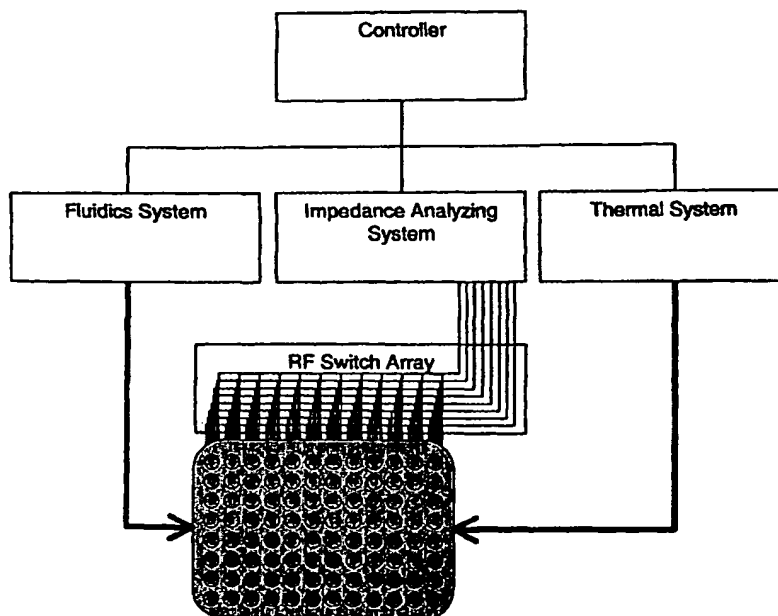 Controller
Fluidics System
Impedance Analyzing
System
Thermal System
RF Switch Array